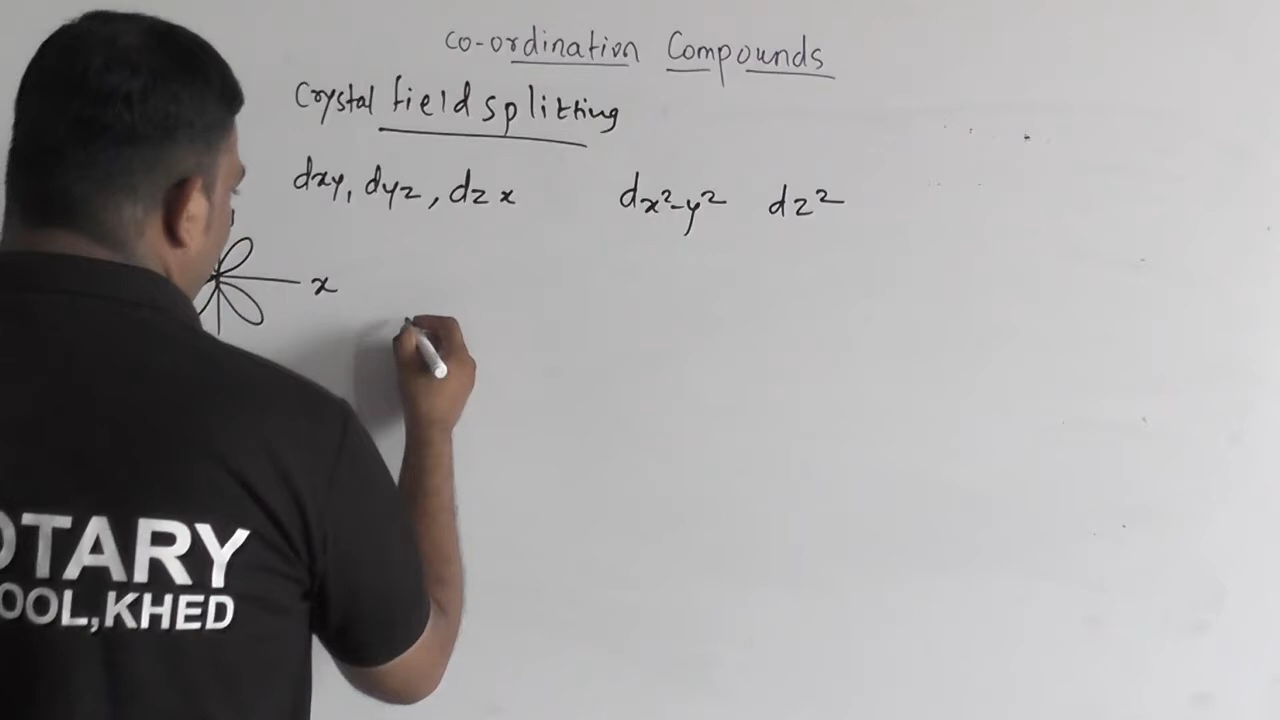 co-ordination Compounds
Crystal field splitting
dxy, dyz, dzx dx²-y² dz²
x
OTARY
OOL,KHED